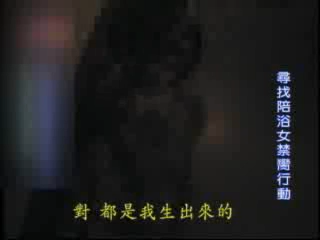 尋找陪浴女禁臠行動
對 都是我生出來的